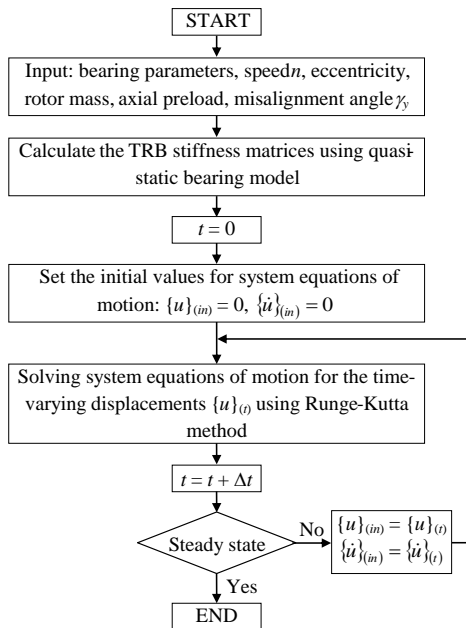 START
Input: bearing parameters, speedn, eccentricity,
rotor mass, axial preload, misalignment angle γy
Calculate the TRB stiffness matrices using quasi-
static bearing model
t = 0
Set the initial values for system equations of
motion: {u}(in) = 0, {u̇}(in) = 0
Solving system equations of motion for the time-
varying displacements {u}(t) using Runge-Kutta
method
t = t + Δt
Steady state
No
{u}(in) = {u}(t)
{u̇}(in) = {u̇}(t)
Yes
END